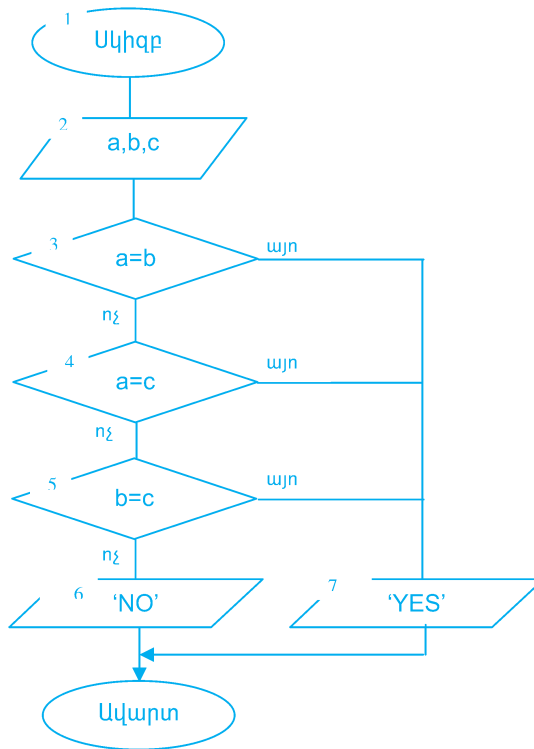 1
Սկիզբ
2
a,b,c
3
a=b
այո
ոչ
4
a=c
այո
ոչ
5
b=c
այո
ոչ
6
‘NO’
7
‘YES’
Ավարտ